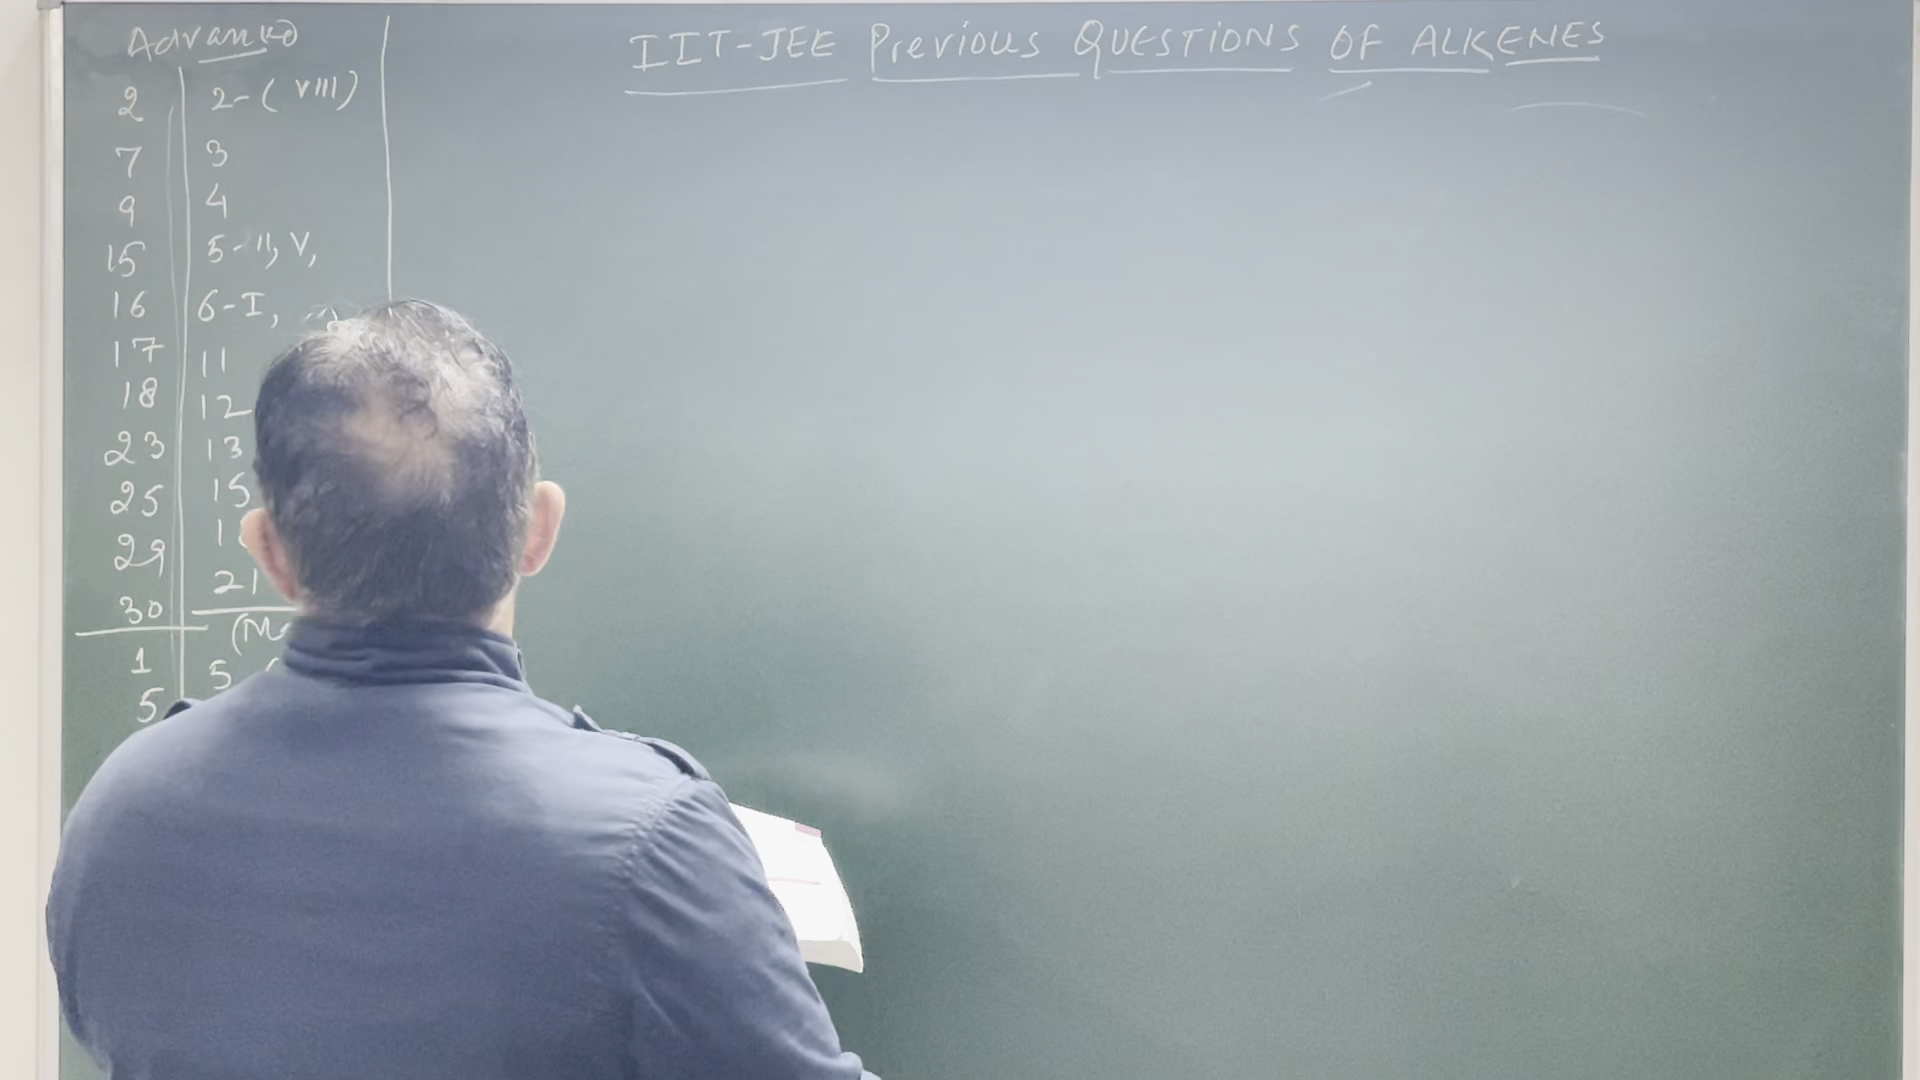 Advanced
IIT-JEE Previous QUESTIONS OF ALKENES
2 2-(VIII)
7 3
9 4
15 5-II, V,
16 6-I,
17 11
18 12
23 13
25 15
29
30 21
1 5
5